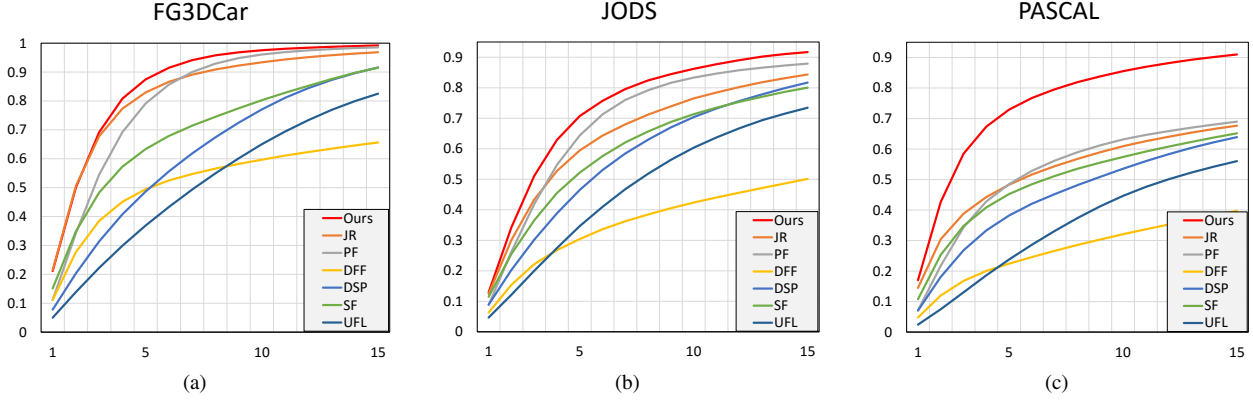 FG3DCar
1
0.9
0.8
0.7
0.6
0.5
0.4
0.3
0.2
0.1
0
1 5 10 15
Ours
JR
PF
DFF
DSP
SF
UFL
(a)
JODS
0.9
0.8
0.7
0.6
0.5
0.4
0.3
0.2
0.1
0
1 5 10 15
Ours
JR
PF
DFF
DSP
SF
UFL
(b)
PASCAL
0.9
0.8
0.7
0.6
0.5
0.4
0.3
0.2
0.1
0
1 5 10 15
Ours
JR
PF
DFF
DSP
SF
UFL
(c)